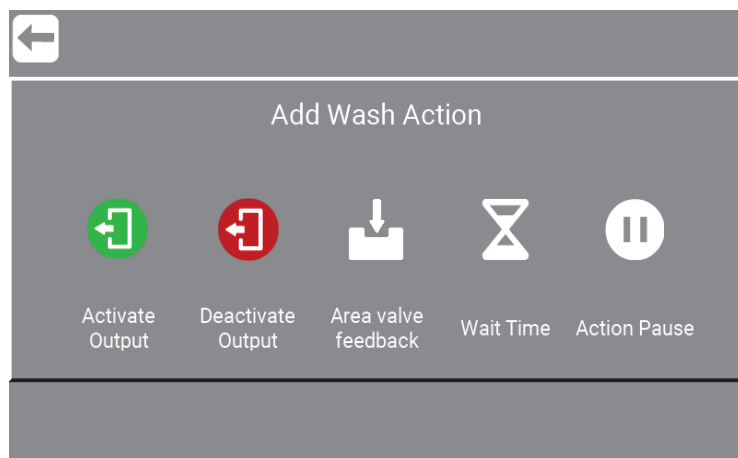 Add Wash Action
Activate
Output
Deactivate
Output
Area valve
feedback
Wait Time
Action Pause